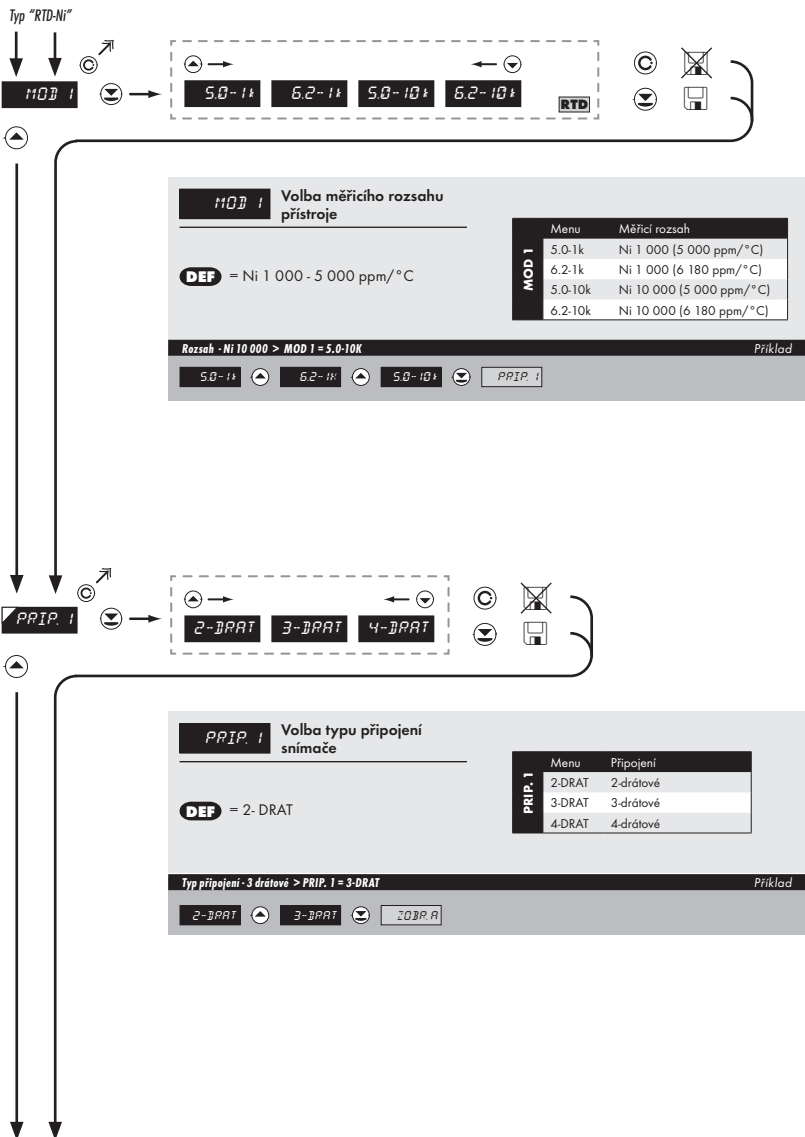 Typ "RTD-Ni"
MOD 1
5.0-1k 6.2-1k 5.0-10k 6.2-10k
RTD
MOD 1 Volba měřicího rozsahu přístroje
DEF = Ni 1 000 - 5 000 ppm/°C
MOD 1
Menu Měřicí rozsah
5.0-1k Ni 1 000 (5 000 ppm/°C)
6.2-1k Ni 1 000 (6 180 ppm/°C)
5.0-10k Ni 10 000 (5 000 ppm/°C)
6.2-10k Ni 10 000 (6 180 ppm/°C)
Rozsah - Ni 10 000 > MOD 1 = 5.0-10K Příklad
5.0-1k 6.2-1K 5.0-10k PRIP. 1
PRIP. 1
2-DRAT 3-DRAT 4-DRAT
PRIP. 1 Volba typu připojení snímače
DEF = 2- DRAT
PRIP. 1
Menu Připojení
2-DRAT 2-drátové
3-DRAT 3-drátové
4-DRAT 4-drátové
Typ připojení - 3 drátové > PRIP. 1 = 3-DRAT Příklad
2-DRAT 3-DRAT ZOBR. A